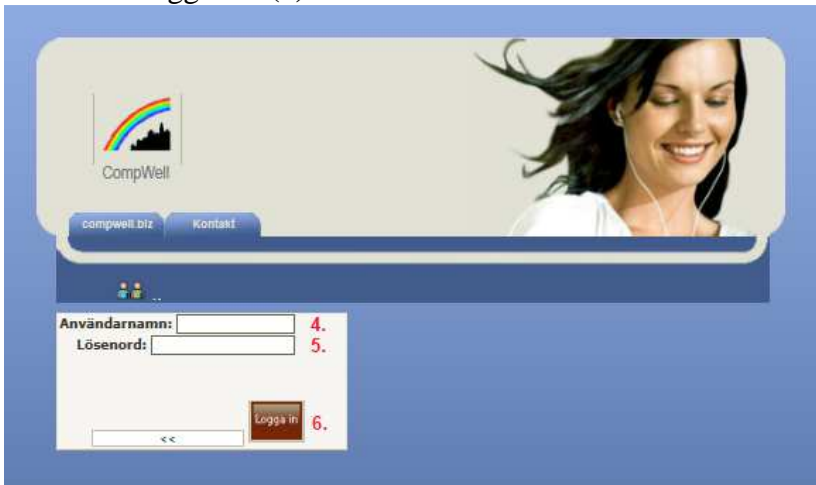 CompWell
compwell.biz Kontakt
..
Användarnamn: 4.
Lösenord: 5.
Logga in 6.
<<